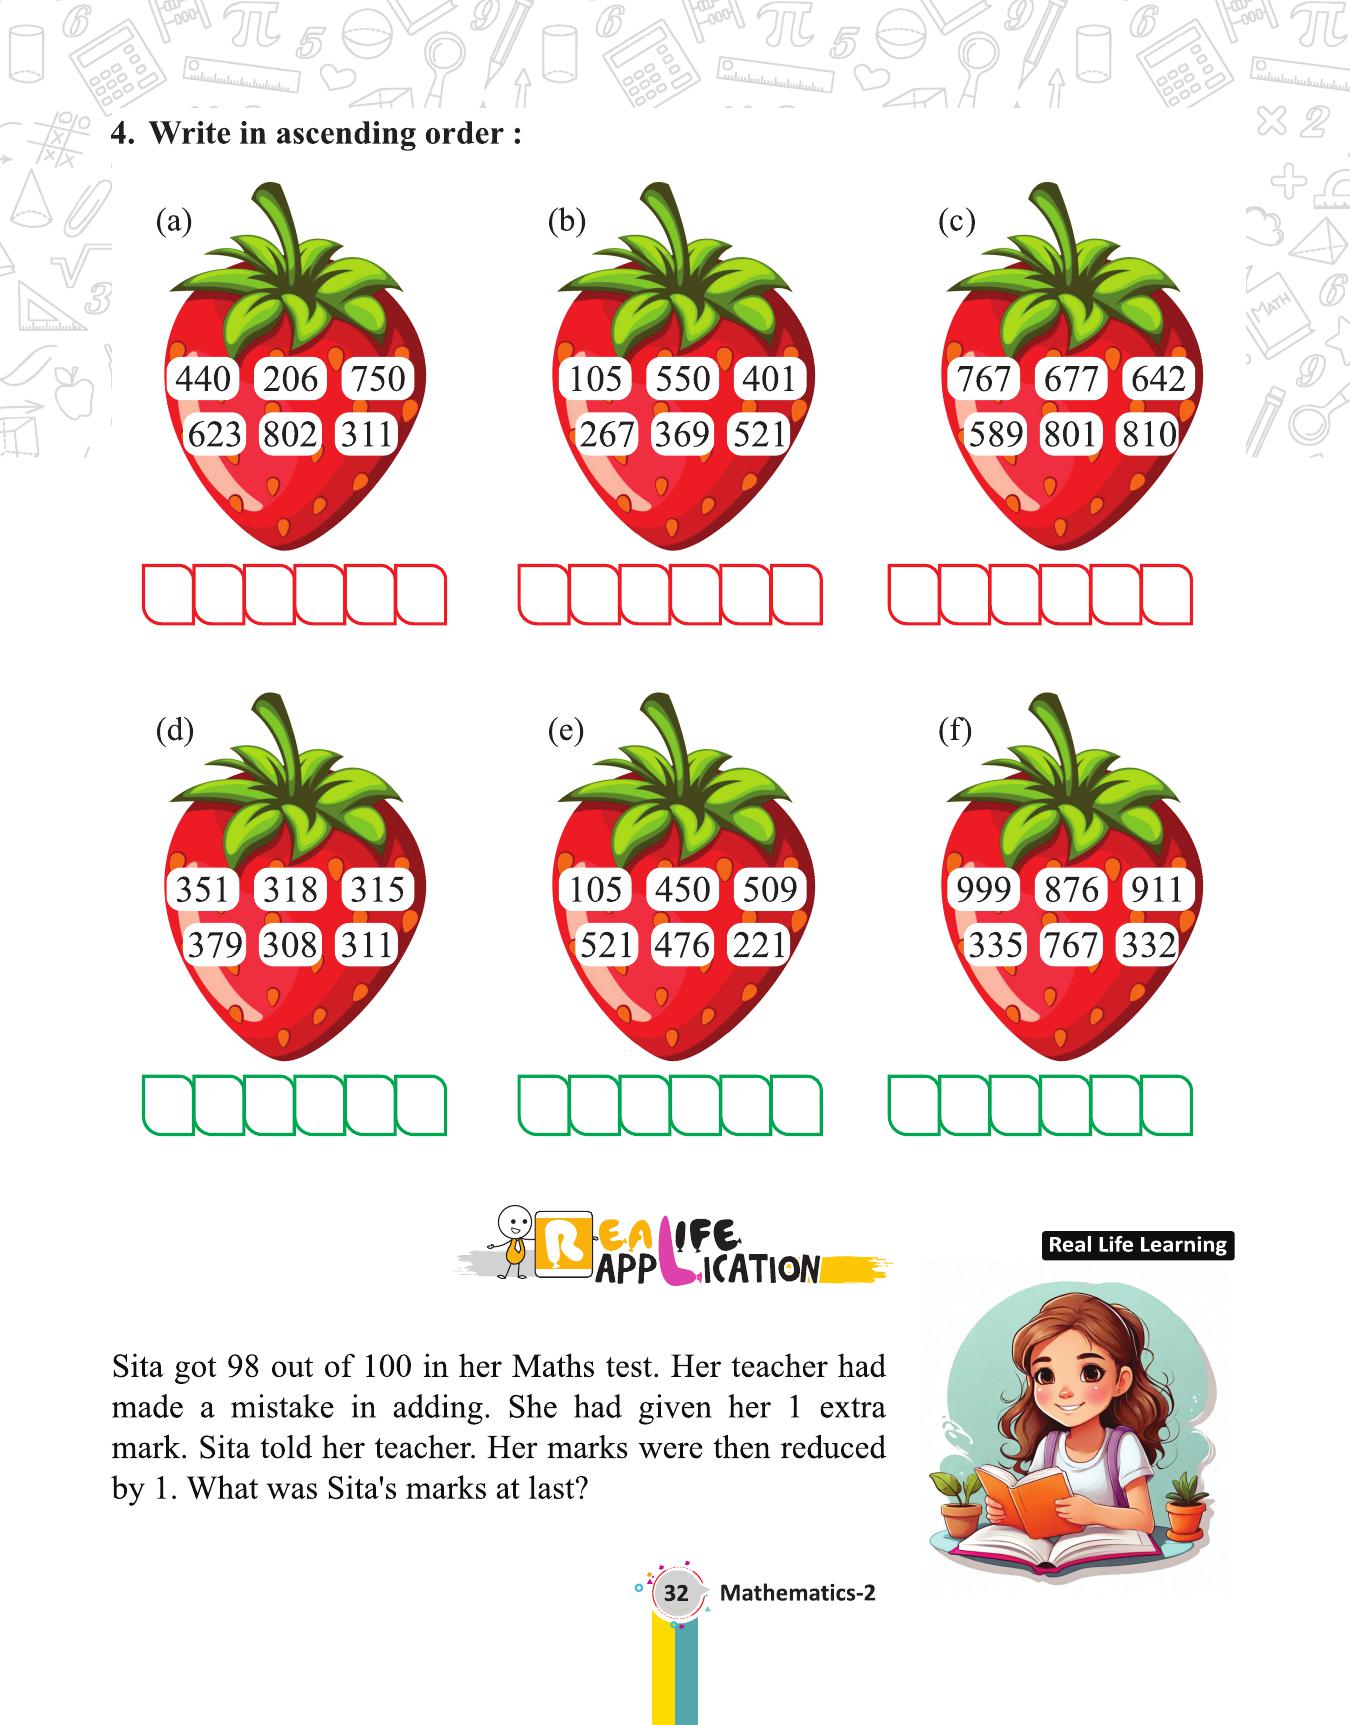 4. Write in ascending order :
(a)
(b)
(c)
440 206 750
105 550 401
767 677 642
623 802 311
267 369 521
589 801 810
(d)
(e)
(f)
351 318 315
105 450 509
999 876 911
379 308 311
521 476 221
335 767 332
REAL LIFE
APPLICATION
Real Life Learning
Sita got 98 out of 100 in her Maths test. Her teacher had
made a mistake in adding. She had given her 1 extra
mark. Sita told her teacher. Her marks were then reduced
by 1. What was Sita's marks at last?
32 Mathematics-2